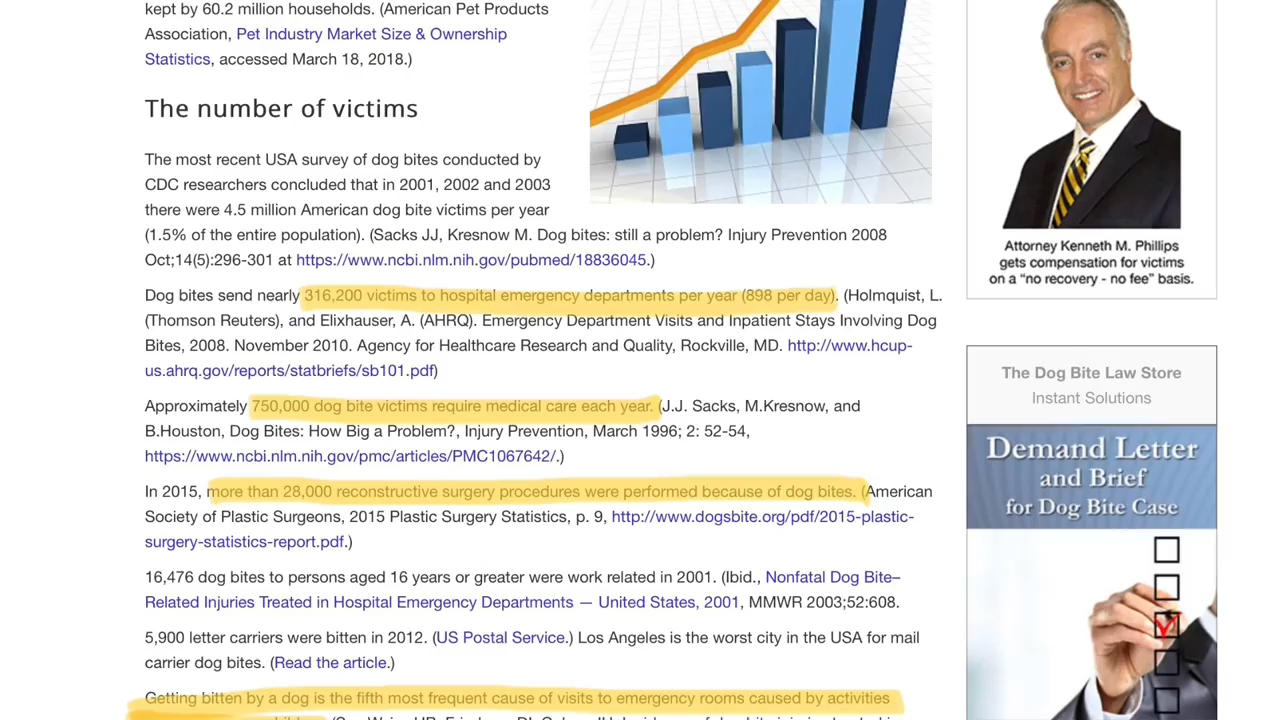 kept by 60.2 million households. (American Pet Products
Association, Pet Industry Market Size & Ownership
Statistics, accessed March 18, 2018.)
The number of victims
The most recent USA survey of dog bites conducted by
CDC researchers concluded that in 2001, 2002 and 2003
there were 4.5 million American dog bite victims per year
(1.5% of the entire population). (Sacks JJ, Kresnow M. Dog bites: still a problem? Injury Prevention 2008
Oct;14(5):296-301 at https://www.ncbi.nlm.nih.gov/pubmed/18836045.)
Dog bites send nearly 316,200 victims to hospital emergency departments per year (898 per day). (Holmquist, L.
(Thomson Reuters), and Elixhauser, A. (AHRQ). Emergency Department Visits and Inpatient Stays Involving Dog
Bites, 2008. November 2010. Agency for Healthcare Research and Quality, Rockville, MD. http://www.hcup-
us.ahrq.gov/reports/statbriefs/sb101.pdf)
Approximately 750,000 dog bite victims require medical care each year. (J.J. Sacks, M.Kresnow, and
B.Houston, Dog Bites: How Big a Problem?, Injury Prevention, March 1996; 2: 52-54,
https://www.ncbi.nlm.nih.gov/pmc/articles/PMC1067642/.)
In 2015, more than 28,000 reconstructive surgery procedures were performed because of dog bites. (American
Society of Plastic Surgeons, 2015 Plastic Surgery Statistics, p. 9, http://www.dogsbite.org/pdf/2015-plastic-
surgery-statistics-report.pdf.)
16,476 dog bites to persons aged 16 years or greater were work related in 2001. (Ibid., Nonfatal Dog Bite–
Related Injuries Treated in Hospital Emergency Departments — United States, 2001, MMWR 2003;52:608.
5,900 letter carriers were bitten in 2012. (US Postal Service.) Los Angeles is the worst city in the USA for mail
carrier dog bites. (Read the article.)
Getting bitten by a dog is the fifth most frequent cause of visits to emergency rooms caused by activities
Attorney Kenneth M. Phillips
gets compensation for victims
on a “no recovery - no fee” basis.
The Dog Bite Law Store
Instant Solutions
Demand Letter
and Brief
for Dog Bite Case